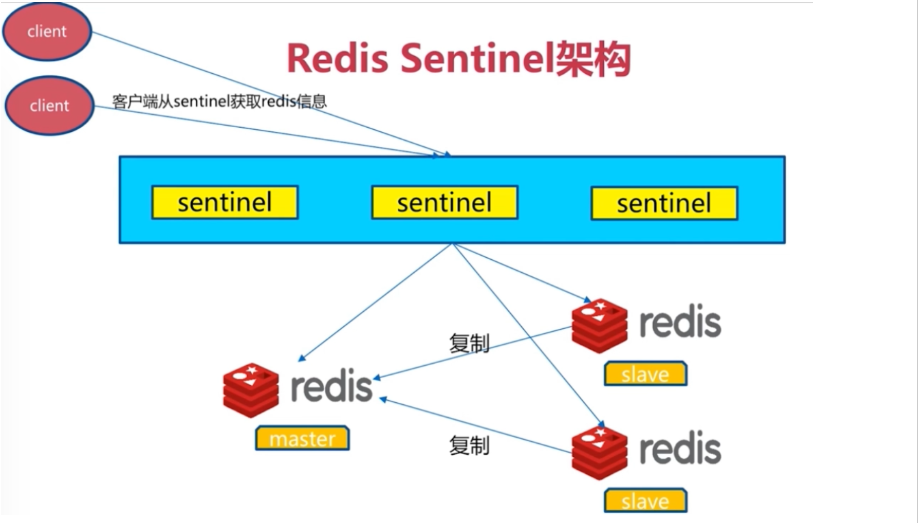 client
Redis Sentinel架构
client
客户端从sentinel获取redis信息
sentinel
sentinel
sentinel
redis
复制
slave
redis
master
复制
redis
slave